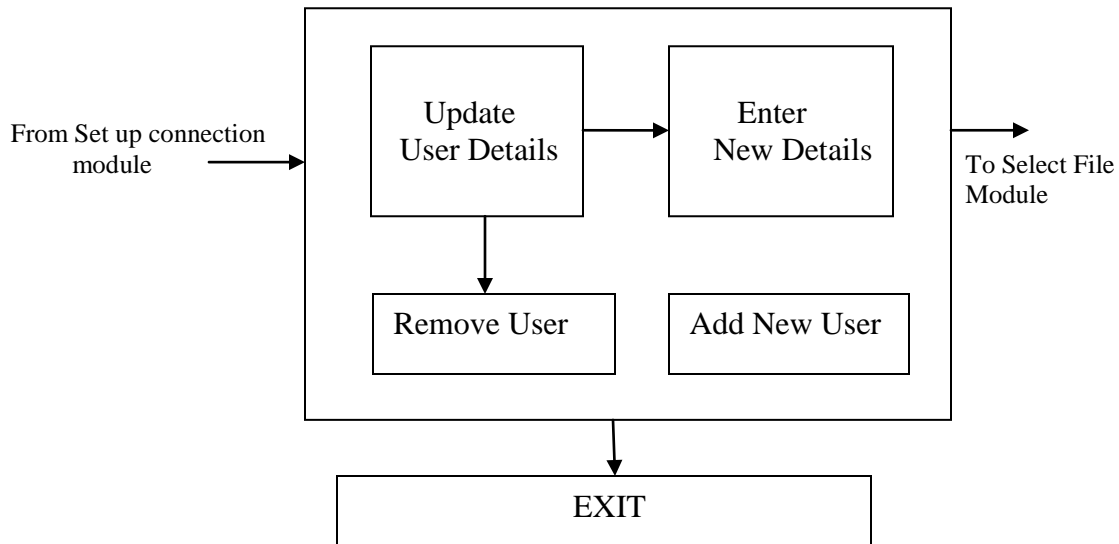 Update
User Details
Enter
New Details
From Set up connection
module
To Select File
Module
Remove User
Add New User
EXIT